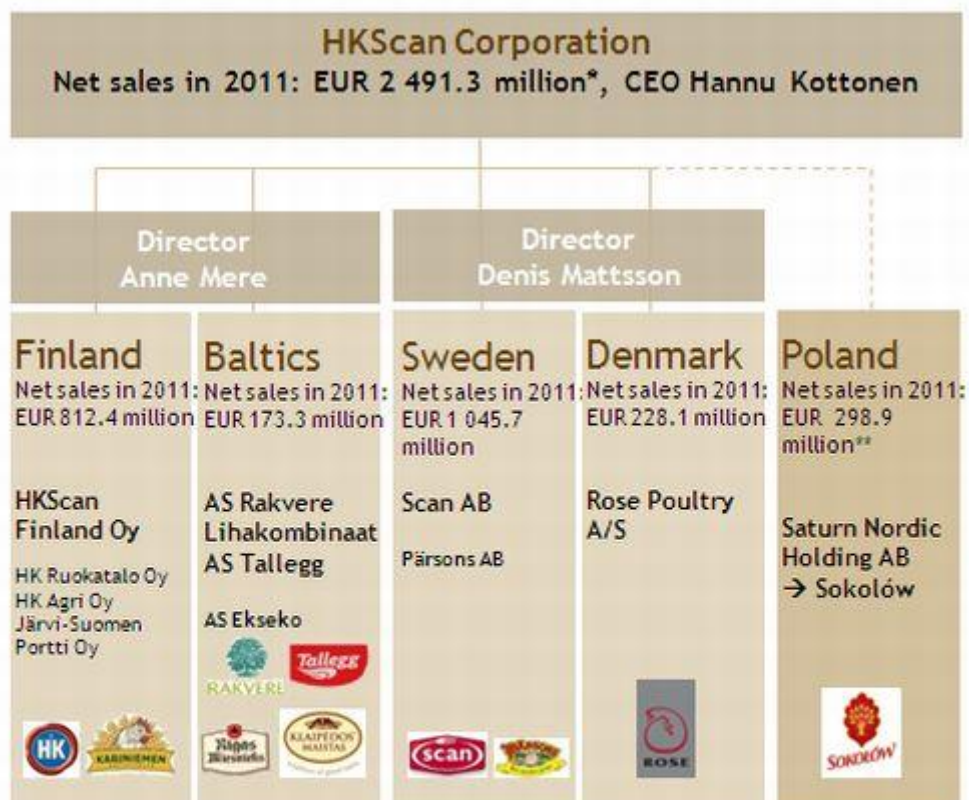 HKScan Corporation
Net sales in 2011: EUR 2 491.3 million*, CEO Hannu Kottonen
Director
Anne Mere
Director
Denis Mattsson
Finland
Net sales in 2011:
EUR 812.4 million
HKScan
Finland Oy
HK Ruokatalo Oy
HK Agri Oy
Järvi-Suomen
Portti Oy
HK
KARINIEMEN
Baltics
Net sales in 2011:
EUR 173.3 million
AS Rakvere
Lihakombinaat
AS Tallegg
AS Ekseko
RAKVERE
Tallegg
Rīgas
Miesnieks
KLAIPĖDOS
MAISTAS
Sweden
Net sales in 2011:
EUR 1 045.7
million
Scan AB
Pärsons AB
scan
Denmark
Net sales in 2011:
EUR 228.1 million
Rose Poultry
A/S
ROSE
Poland
Net sales in 2011:
EUR 298.9
million**
Saturn Nordic
Holding AB
→ Sokolów
SOKOŁÓW